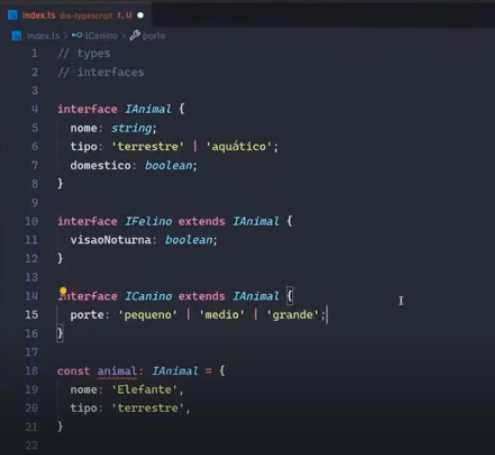 index.ts dio-typescript 1, U
index.ts > ICanino > porte
1 // types
2 // interfaces
3
4 interface IAnimal {
5 nome: string;
6 tipo: 'terrestre' | 'aquático';
7 domestico: boolean;
8 }
9
10 interface IFelino extends IAnimal {
11 visaoNoturna: boolean;
12 }
13
14 interface ICanino extends IAnimal {
15 porte: 'pequeno' | 'medio' | 'grande';
16 }
17
18 const animal: IAnimal = {
19 nome: 'Elefante',
20 tipo: 'terrestre',
21 }
22